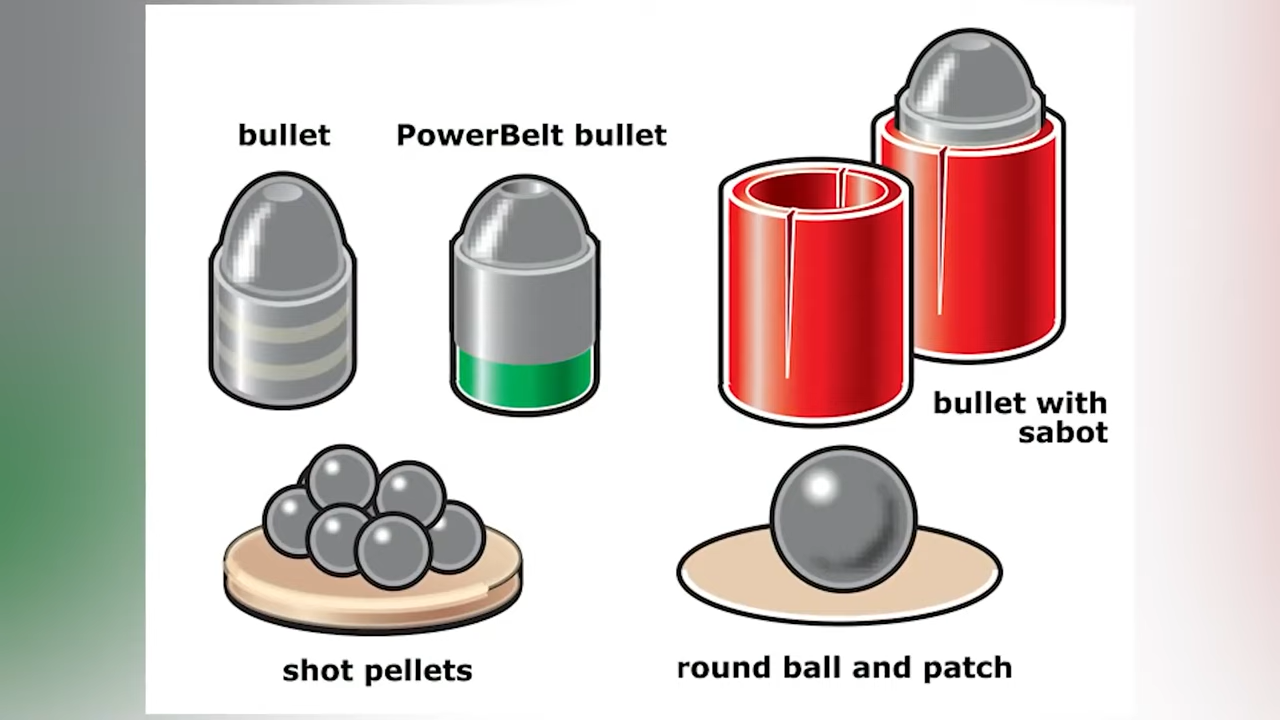 bullet
PowerBelt bullet
bullet with
sabot
shot pellets
round ball and patch